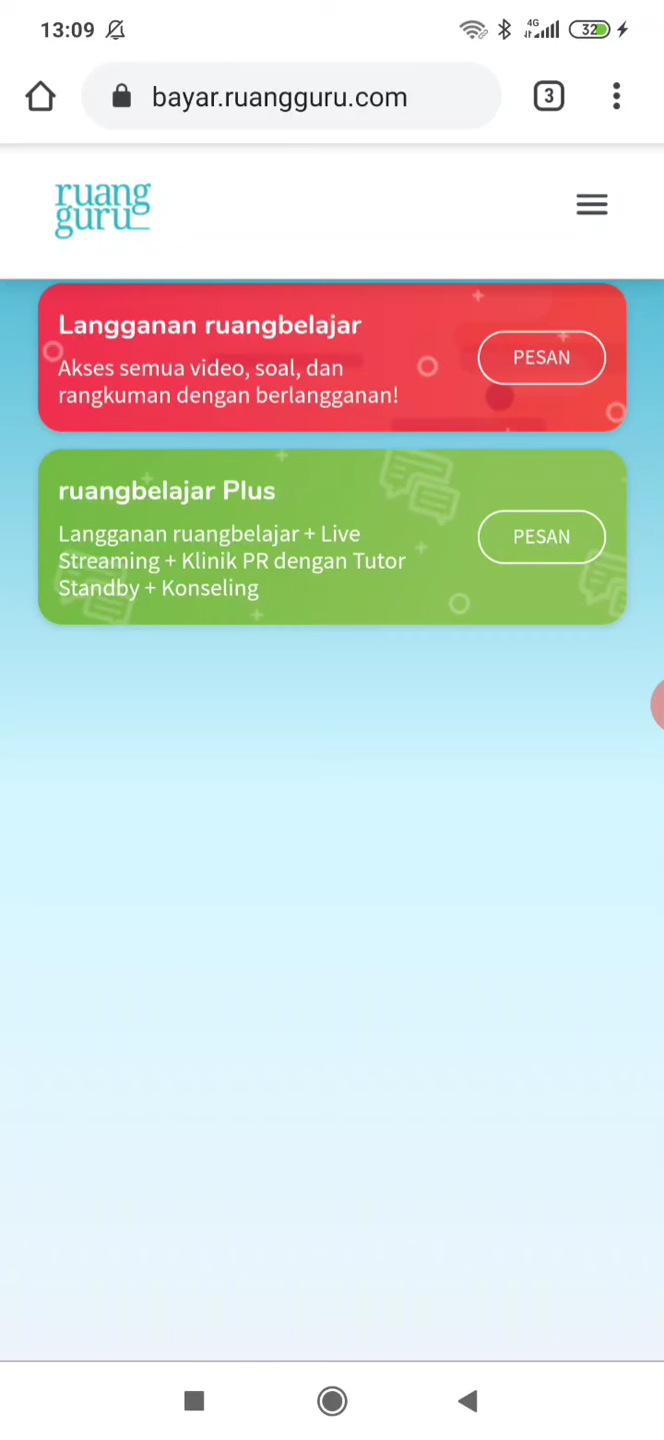 13:09
4G
32
bayar.ruangguru.com
3
ruang
guru
Langganan ruangbelajar
Akses semua video, soal, dan
rangkuman dengan berlangganan!
PESAN
ruangbelajar Plus
Langganan ruangbelajar + Live
Streaming + Klinik PR dengan Tutor
Standby + Konseling
PESAN